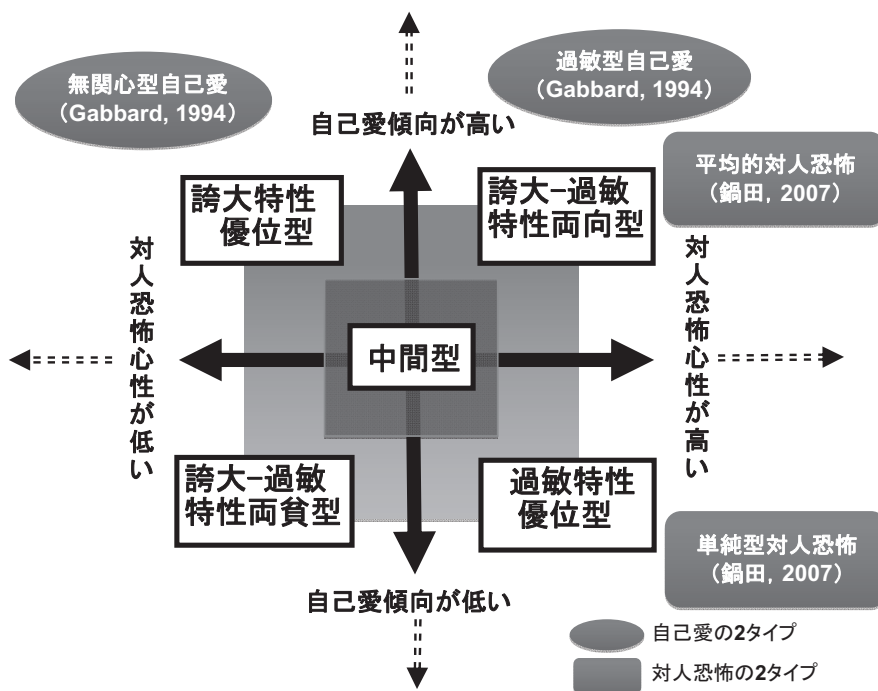 無関心型自己愛
（Gabbard, 1994）
過敏型自己愛
（Gabbard, 1994）
自己愛傾向が高い
平均的対人恐怖
（鍋田, 2007）
誇大特性
優位型
誇大-過敏
特性両向型
対人恐怖心性が低い
中間型
対人恐怖心性が高い
誇大-過敏
特性両貧型
過敏特性
優位型
単純型対人恐怖
（鍋田, 2007）
自己愛傾向が低い
自己愛の2タイプ
対人恐怖の2タイプ